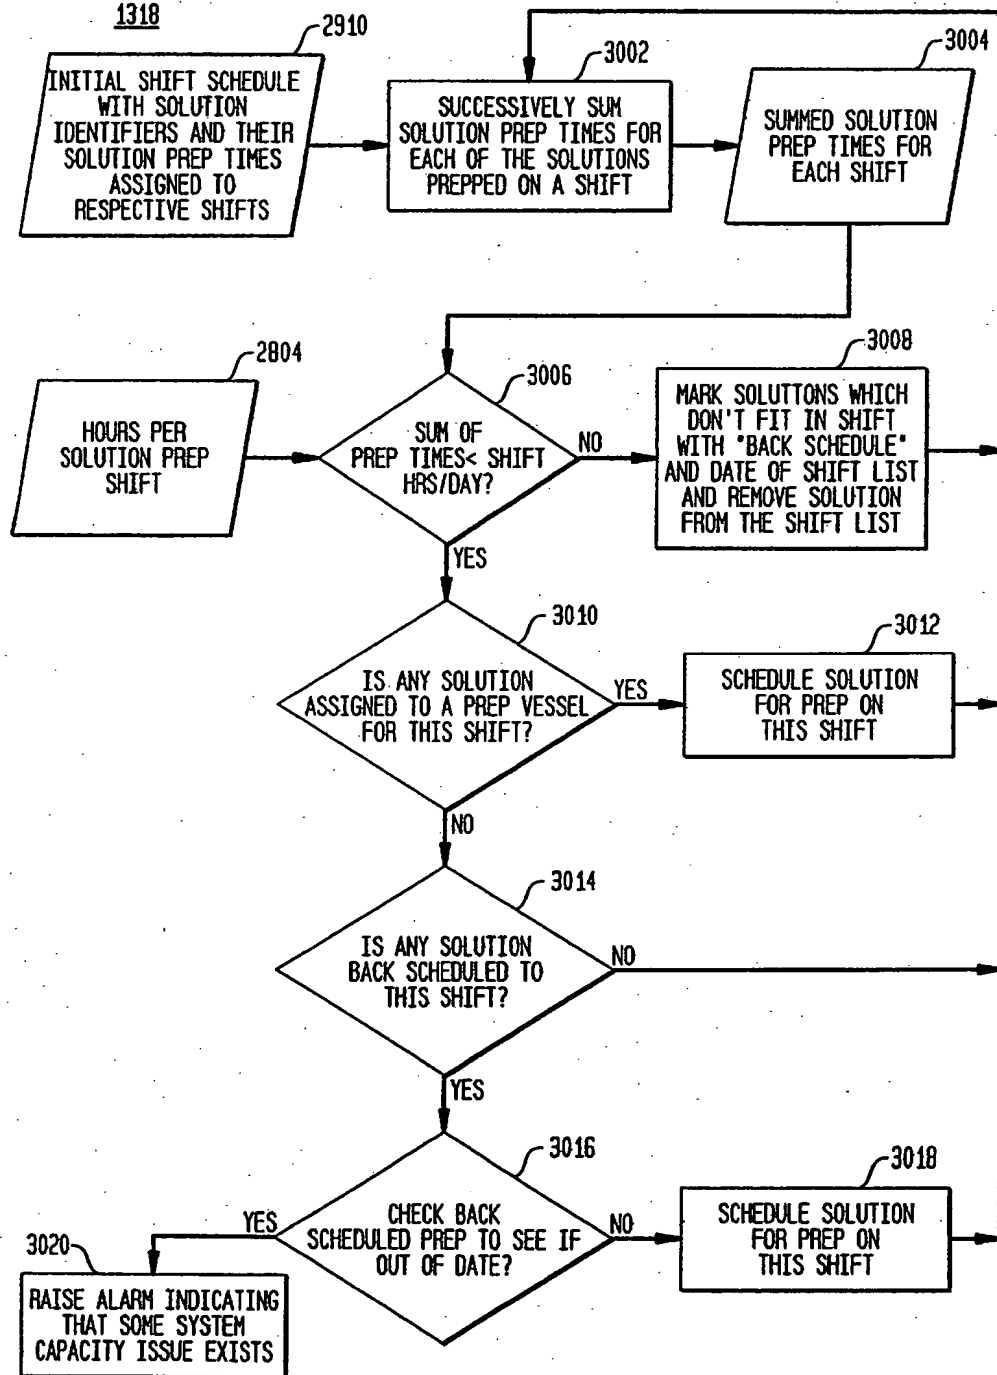 1318
2910
INITIAL SHIFT SCHEDULE
WITH SOLUTION
IDENTIFIERS AND THEIR
SOLUTION PREP TIMES
ASSIGNED TO
RESPECTIVE SHIFTS
3002
SUCCESSIVELY SUM
SOLUTION PREP TIMES FOR
EACH OF THE SOLUTIONS
PREPPED ON A SHIFT
3004
SUMMED SOLUTION
PREP TIMES FOR
EACH SHIFT
2804
HOURS PER
SOLUTION PREP
SHIFT
3006
SUM OF
PREP TIMES< SHIFT
HRS/DAY?
NO
YES
3008
MARK SOLUTTONS WHICH
DON'T FIT IN SHIFT
WITH "BACK SCHEDULE"
AND DATE OF SHIFT LIST
AND REMOVE SOLUTION
FROM THE SHIFT LIST
3010
IS ANY SOLUTION
ASSIGNED TO A PREP VESSEL
FOR THIS SHIFT?
YES
NO
3012
SCHEDULE SOLUTION
FOR PREP ON
THIS SHIFT
3014
IS ANY SOLUTION
BACK SCHEDULED TO
THIS SHIFT?
NO
YES
3016
CHECK BACK
SCHEDULED PREP TO SEE IF
OUT OF DATE?
YES
NO
3018
SCHEDULE SOLUTION
FOR PREP ON
THIS SHIFT
3020
RAISE ALARM INDICATING
THAT SOME SYSTEM
CAPACITY ISSUE EXISTS